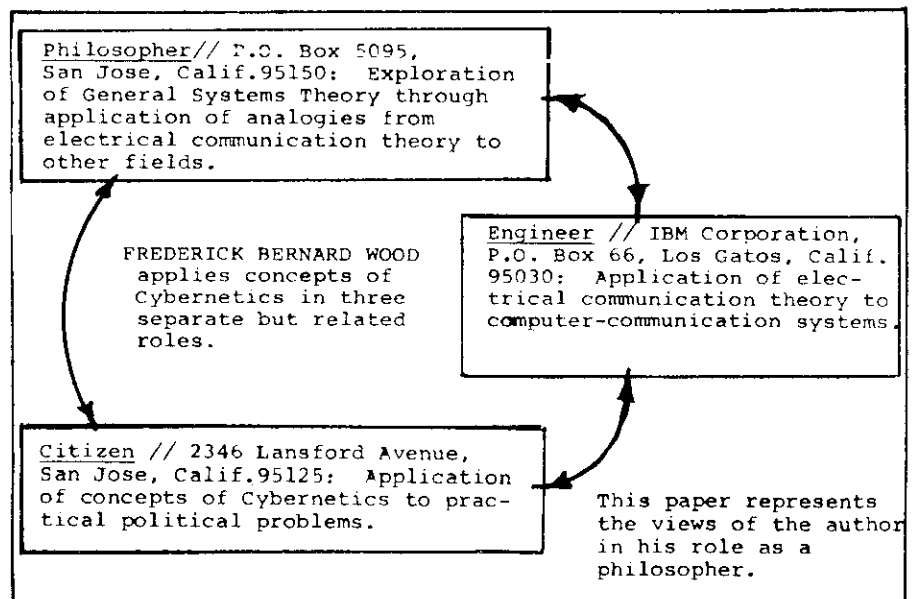 Philosopher// P.O. Box 5095,
San Jose, Calif.95150: Exploration
of General Systems Theory through
application of analogies from
electrical communication theory to
other fields.
FREDERICK BERNARD WOOD
applies concepts of
Cybernetics in three
separate but related
roles.
Engineer // IBM Corporation,
P.O. Box 66, Los Gatos, Calif.
95030: Application of elec-
trical communication theory to
computer-communication systems.
Citizen // 2346 Lansford Avenue,
San Jose, Calif.95125: Application
of concepts of Cybernetics to prac-
tical political problems.
This paper represents
the views of the author
in his role as a
philosopher.